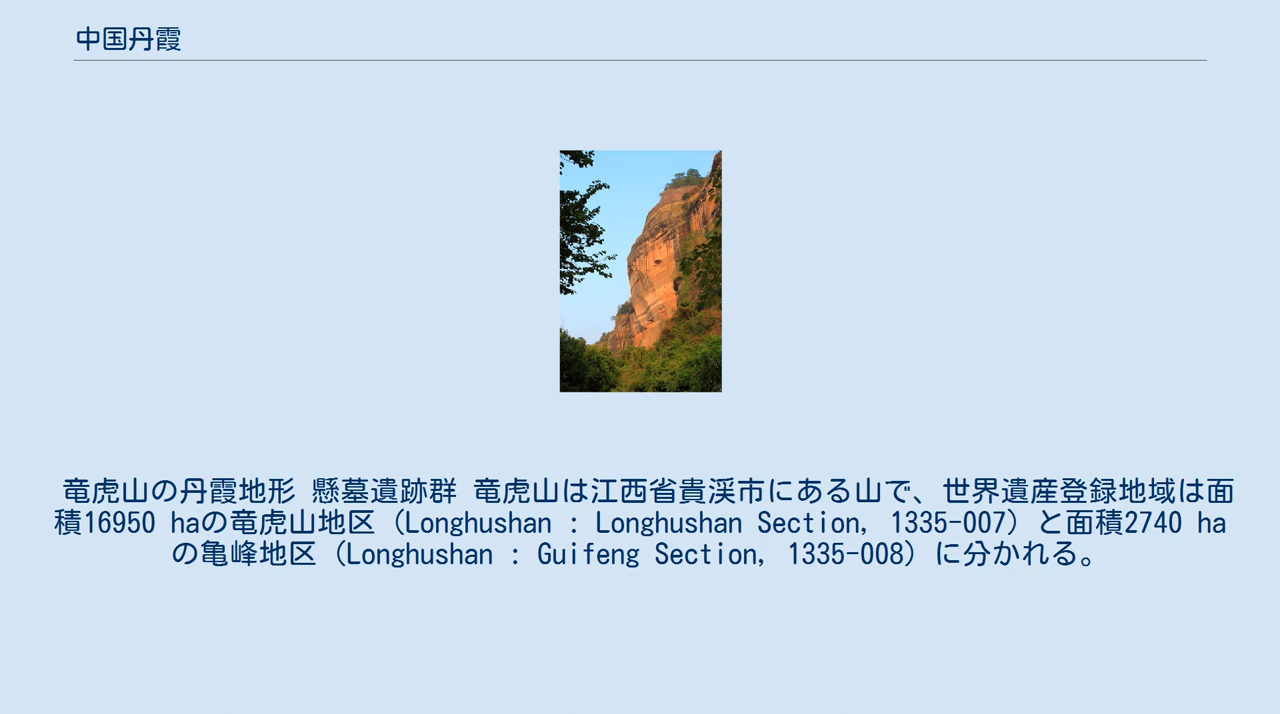 中国丹霞
竜虎山の丹霞地形 懸墓遺跡群 竜虎山は江西省貴渓市にある山で、世界遺産登録地域は面
積16950 haの竜虎山地区（Longhushan : Longhushan Section, 1335-007）と面積2740 ha
の亀峰地区（Longhushan : Guifeng Section, 1335-008）に分かれる。